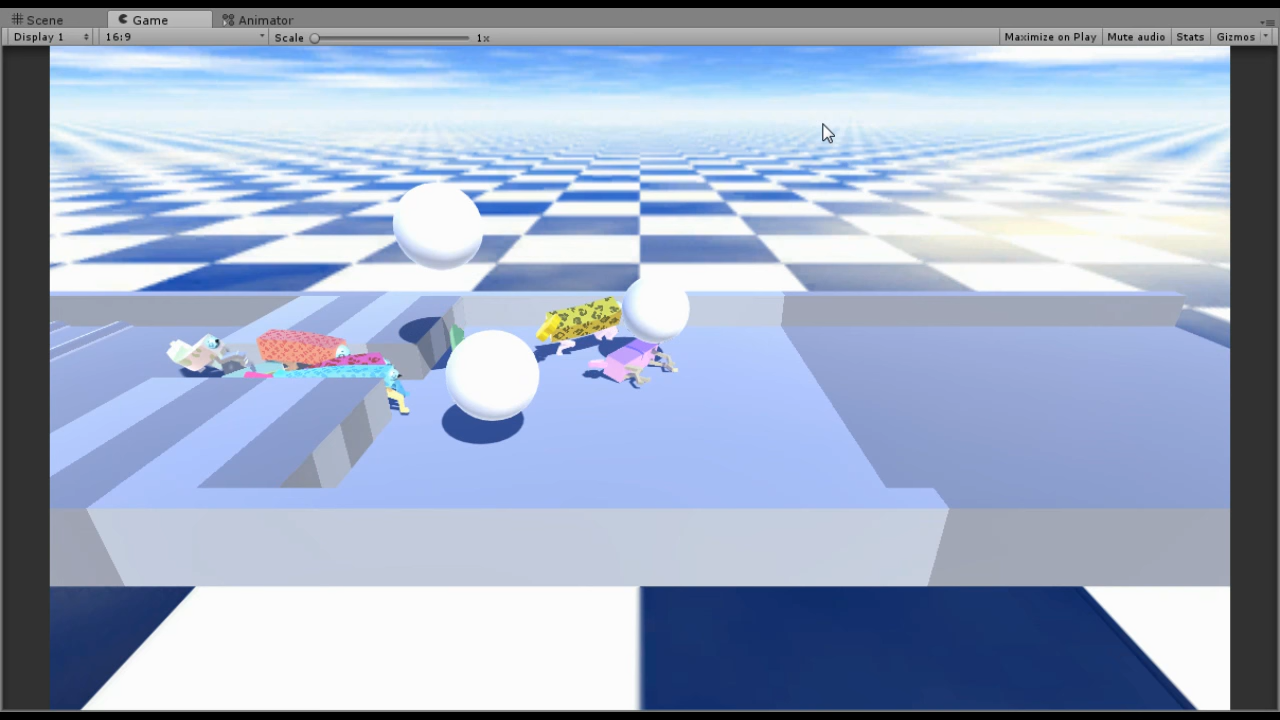 Scene Game Animator
Display 1 16:9 Scale 1x Maximize on Play Mute audio Stats Gizmos